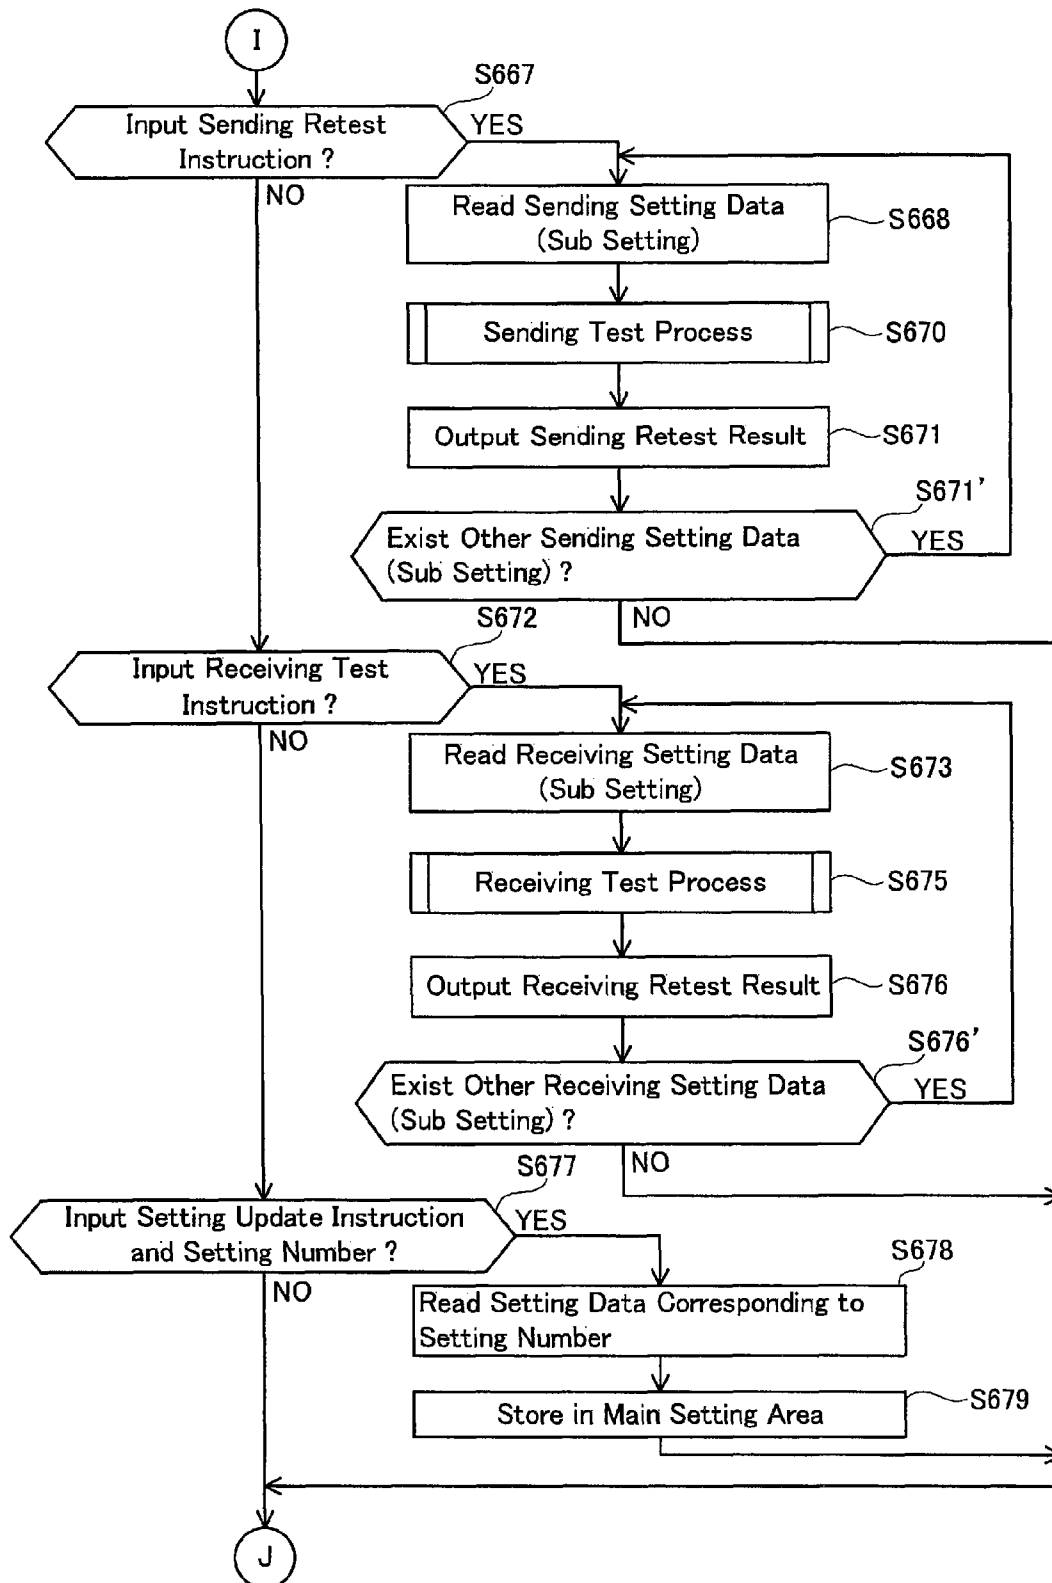 I
S667
Input Sending Retest
Instruction ?
YES
NO
Read Sending Setting Data
(Sub Setting)
S668
Sending Test Process
S670
Output Sending Retest Result
S671
S671'
Exist Other Sending Setting Data
(Sub Setting) ?
YES
NO
S672
Input Receiving Test
Instruction ?
YES
NO
Read Receiving Setting Data
(Sub Setting)
S673
Receiving Test Process
S675
Output Receiving Retest Result
S676
S676'
Exist Other Receiving Setting Data
(Sub Setting) ?
YES
NO
S677
Input Setting Update Instruction
and Setting Number ?
YES
NO
S678
Read Setting Data Corresponding to
Setting Number
Store in Main Setting Area
S679
J